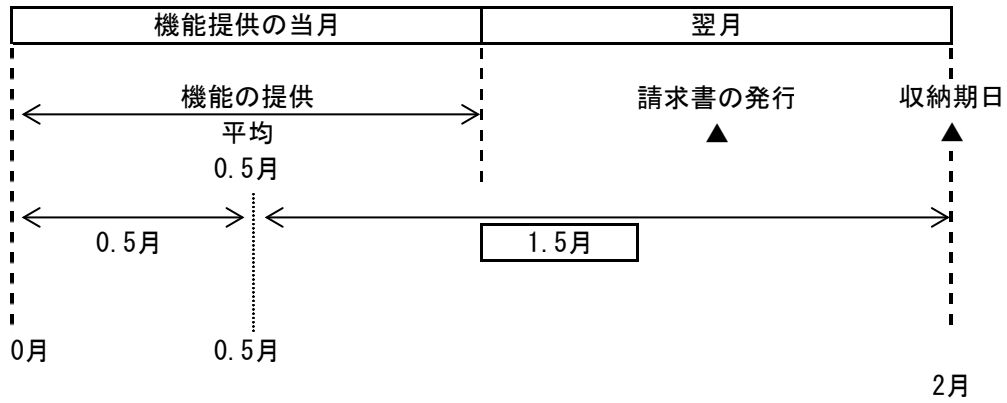 機能提供の当月 翌月
機能の提供 請求書の発行 収納期日
平均 ▲ ▲
0.5月
0.5月 1.5月
0月 0.5月
2月